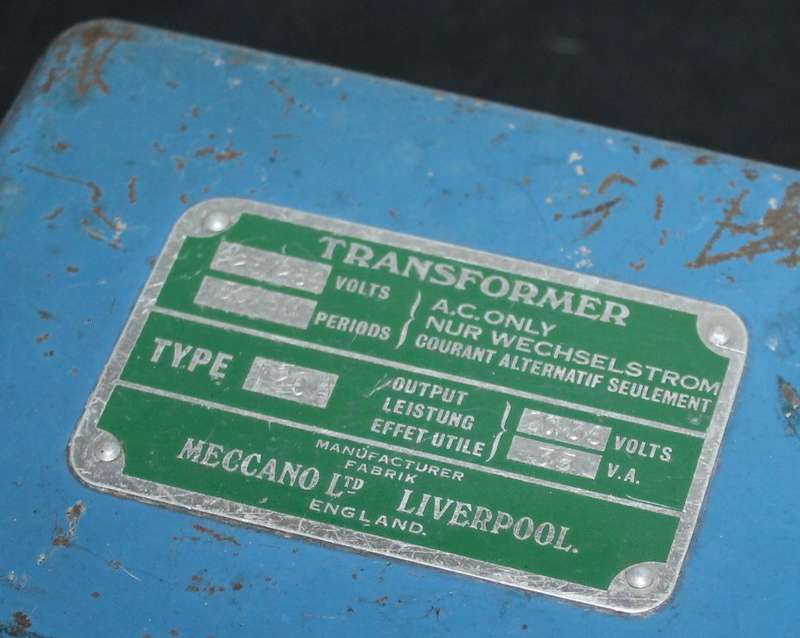 TRANSFORMER
VOLTS
PERIODS
A.C. ONLY
NUR WECHSELSTROM
COURANT ALTERNATIF SEULEMENT
TYPE
OUTPUT
LEISTUNG
EFFET UTILE
VOLTS
35 V.A.
MANUFACTURER
FABRIK
MECCANO LTD LIVERPOOL.
ENGLAND.